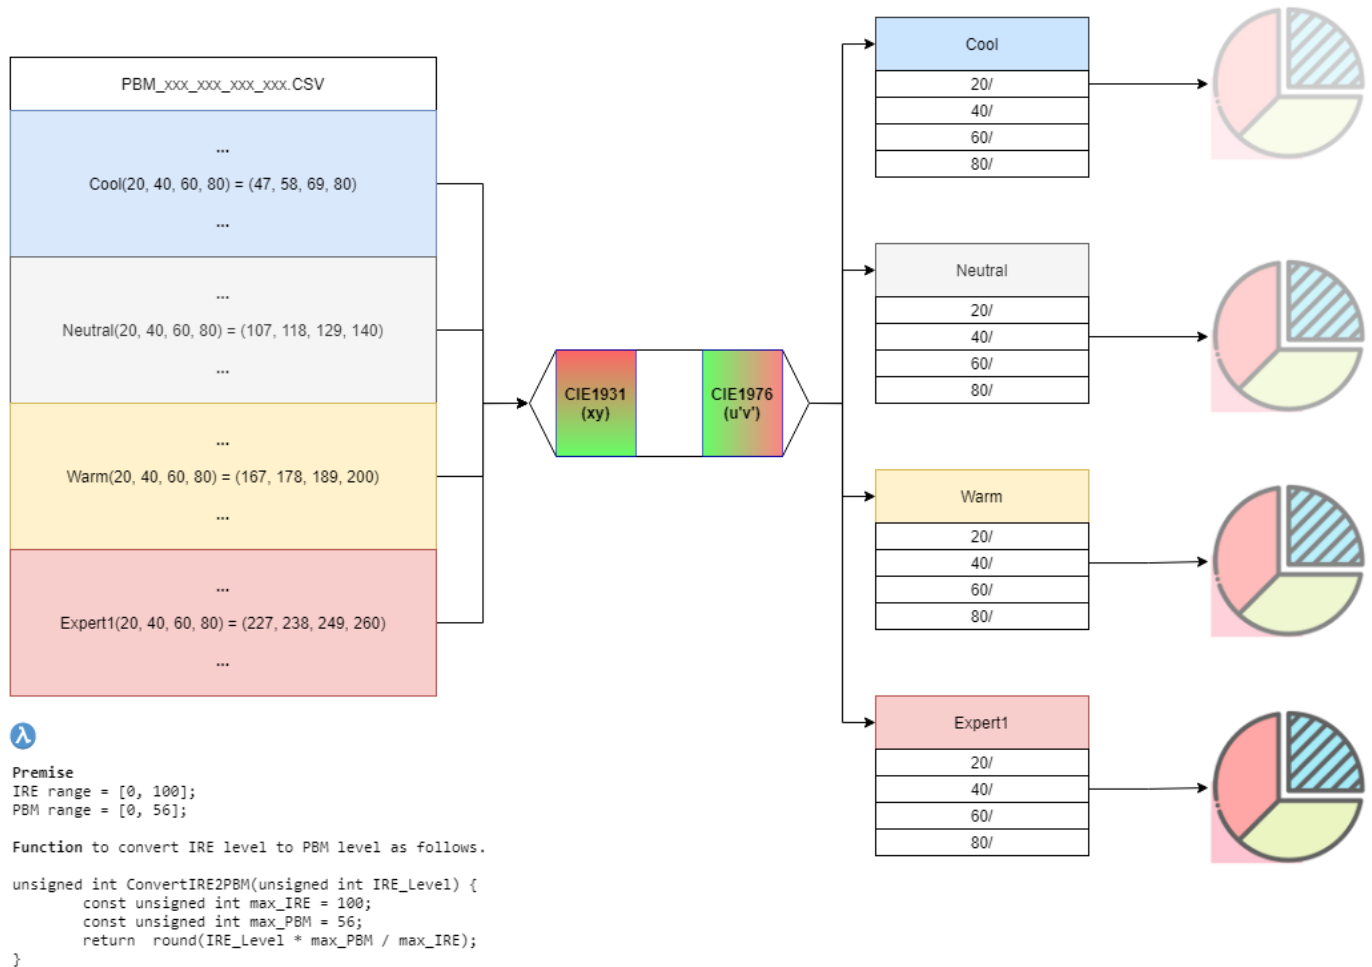 PBM_xxx_xxx_xxx_xxx.CSV
...
Cool(20, 40, 60, 80) = (47, 58, 69, 80)
...
...
Neutral(20, 40, 60, 80) = (107, 118, 129, 140)
...
...
Warm(20, 40, 60, 80) = (167, 178, 189, 200)
...
...
Expert1(20, 40, 60, 80) = (227, 238, 249, 260)
...
CIE1931
(xy)
CIE1976
(u'v')
Cool
20/
40/
60/
80/
Neutral
20/
40/
60/
80/
Warm
20/
40/
60/
80/
Expert1
20/
40/
60/
80/
λ
Premise
IRE range = [0, 100];
PBM range = [0, 56];
Function to convert IRE level to PBM level as follows.
unsigned int ConvertIRE2PBM(unsigned int IRE_Level) {
const unsigned int max_IRE = 100;
const unsigned int max_PBM = 56;
return  round(IRE_Level * max_PBM / max_IRE);
}